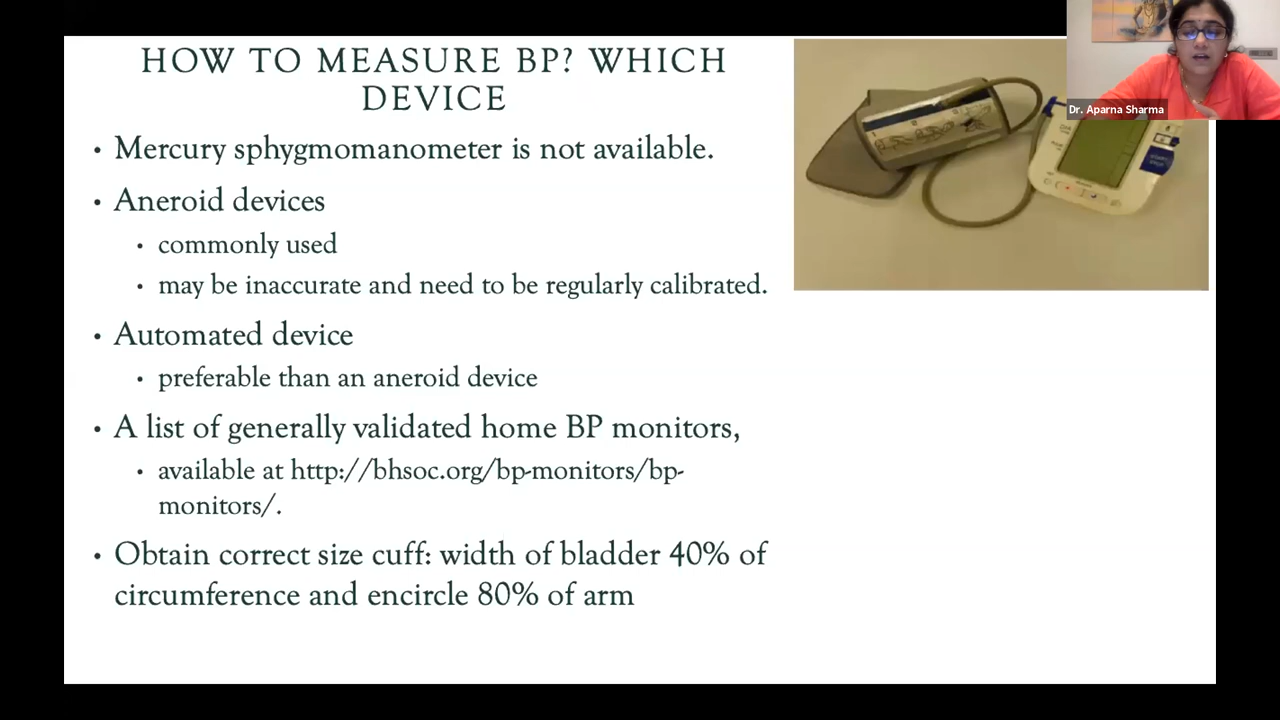 HOW TO MEASURE BP? WHICH
DEVICE
• Mercury sphygmomanometer is not available.
• Aneroid devices
• commonly used
• may be inaccurate and need to be regularly calibrated.
• Automated device
• preferable than an aneroid device
• A list of generally validated home BP monitors,
• available at http://bhsoc.org/bp-monitors/bp-
monitors/.
• Obtain correct size cuff: width of bladder 40% of
circumference and encircle 80% of arm
Dr. Aparna Sharma